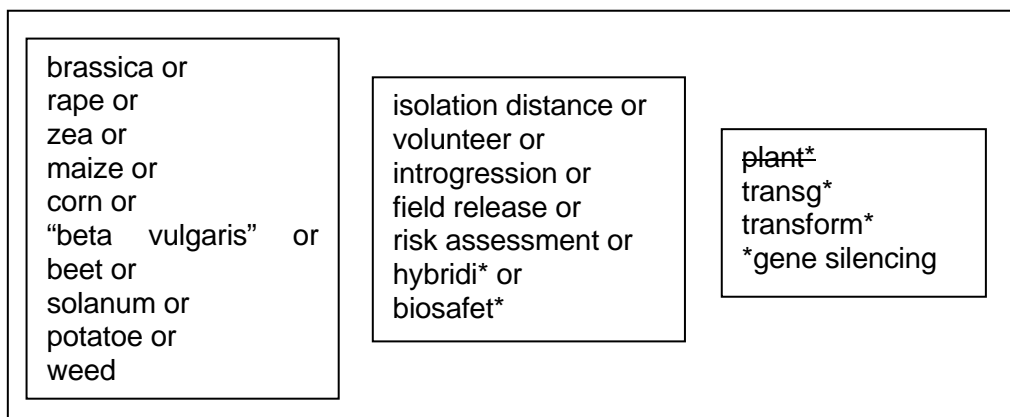 brassica or
rape or
zea or
maize or
corn or
“beta vulgaris” or
beet or
solanum or
potatoe or
weed
isolation distance or
volunteer or
introgression or
field release or
risk assessment or
hybridi* or
biosafet*
plant*
transg*
transform*
*gene silencing